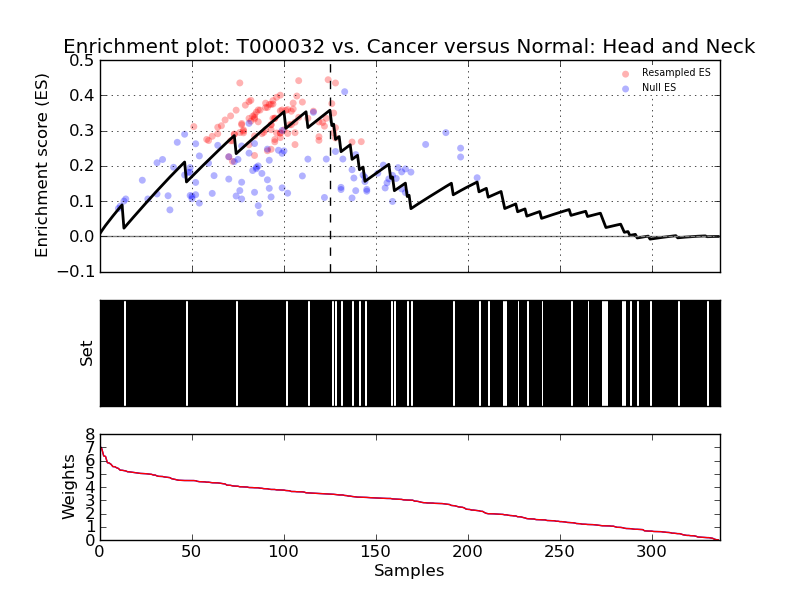 Enrichment plot: T000032 vs. Cancer versus Normal: Head and Neck
0.5
0.4
0.3
0.2
0.1
0.0
−0.1
Enrichment score (ES)
Resampled ES
Null ES
Set
8
7
6
5
4
3
2
1
0
Weights
0 50 100 150 200 250 300
Samples